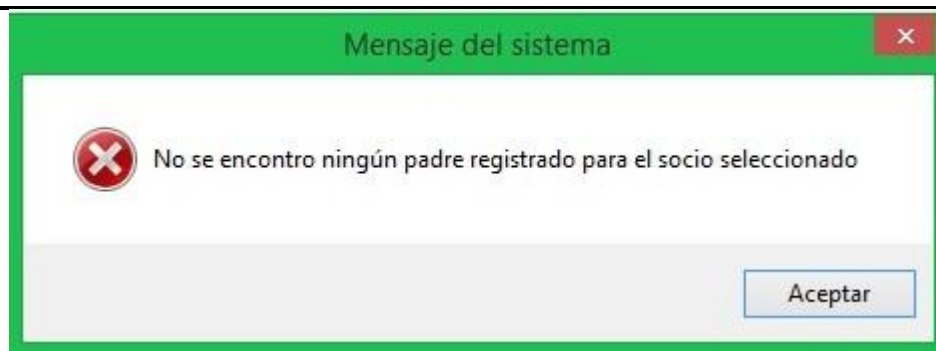 Mensaje del sistema
No se encontro ningún padre registrado para el socio seleccionado
Aceptar